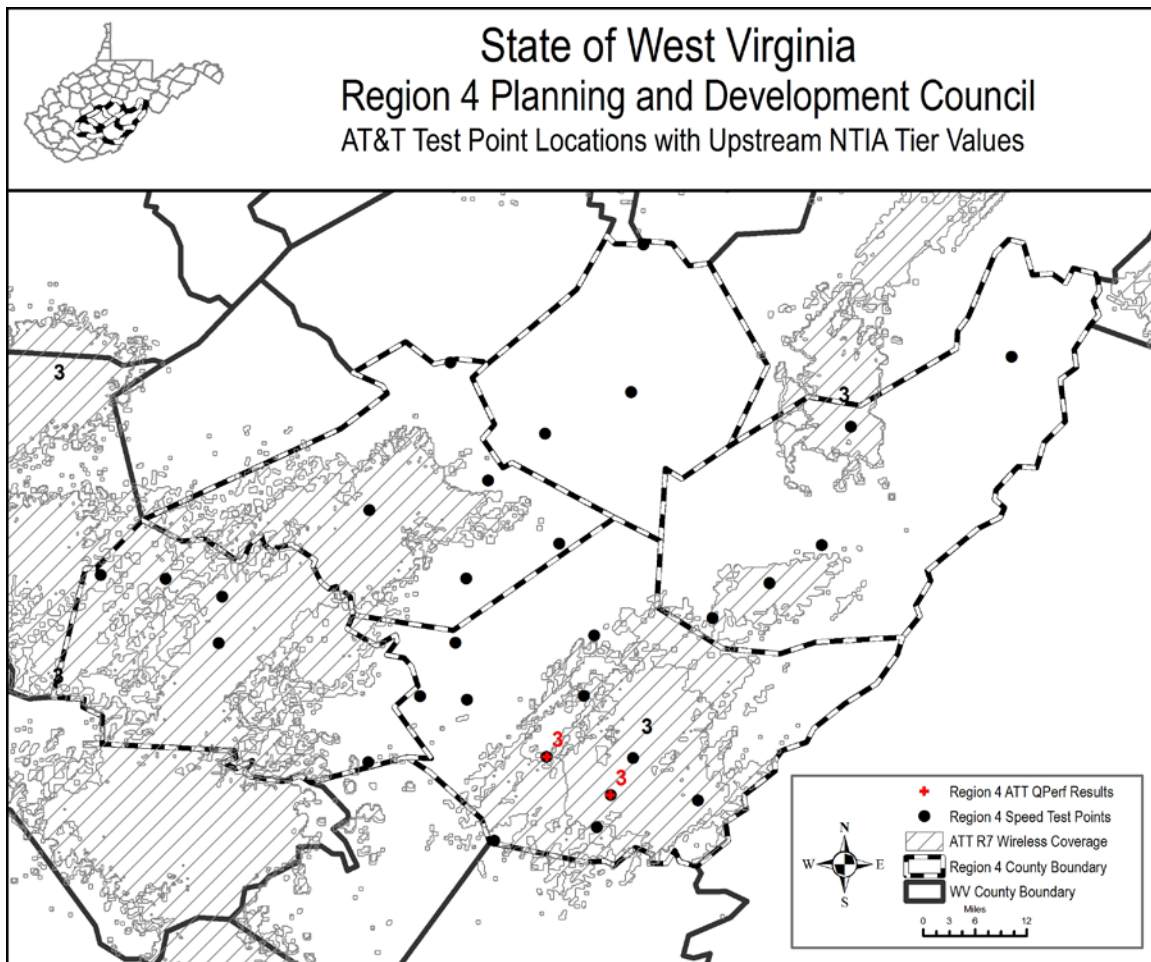 State of West Virginia
Region 4 Planning and Development Council
AT&T Test Point Locations with Upstream NTIA Tier Values
3
3
3
3
3
3
Region 4 ATT QPerf Results
Region 4 Speed Test Points
ATT R7 Wireless Coverage
Region 4 County Boundary
WV County Boundary
N
W E
S
Miles
0 3 6 12